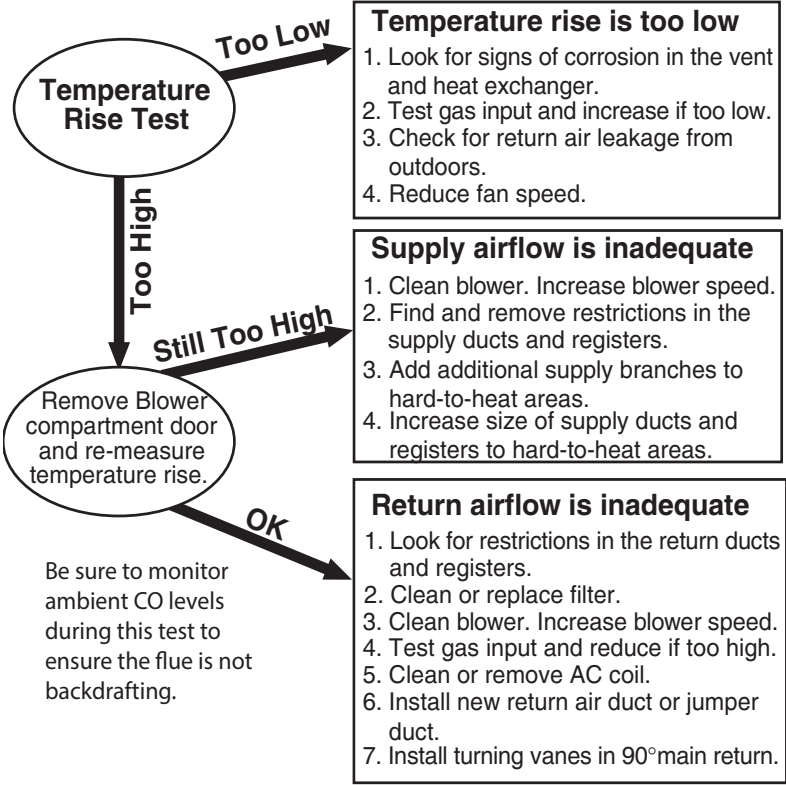 Temperature
Rise Test
Too Low
Temperature rise is too low
1. Look for signs of corrosion in the vent
and heat exchanger.
2. Test gas input and increase if too low.
3. Check for return air leakage from
outdoors.
4. Reduce fan speed.
Too High
Remove Blower
compartment door
and re-measure
temperature rise.
Still Too High
Supply airflow is inadequate
1. Clean blower. Increase blower speed.
2. Find and remove restrictions in the
supply ducts and registers.
3. Add additional supply branches to
hard-to-heat areas.
4. Increase size of supply ducts and
registers to hard-to-heat areas.
OK
Return airflow is inadequate
1. Look for restrictions in the return ducts
and registers.
2. Clean or replace filter.
3. Clean blower. Increase blower speed.
4. Test gas input and reduce if too high.
5. Clean or remove AC coil.
6. Install new return air duct or jumper
duct.
7. Install turning vanes in 90°main return.
Be sure to monitor
ambient CO levels
during this test to
ensure the flue is not
backdrafting.